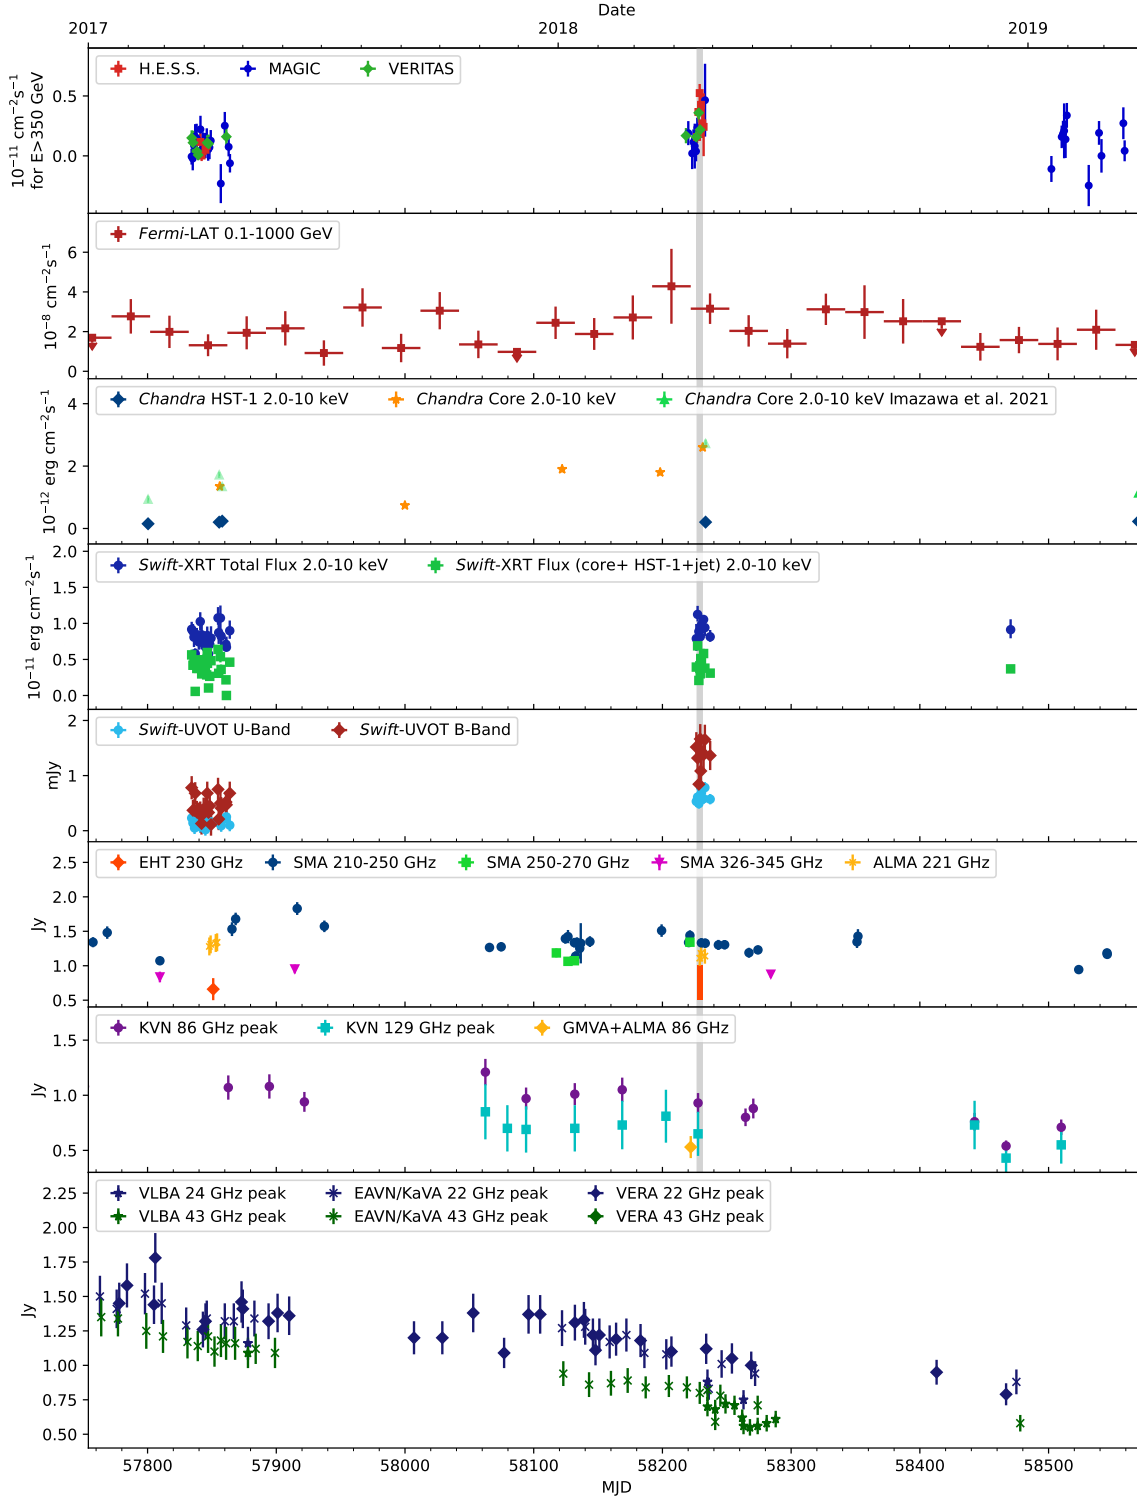 Date
2017 2018 2019
H.E.S.S. MAGIC VERITAS
10⁻¹¹ cm⁻²s⁻¹
for E>350 GeV
0.5
0.0
Fermi-LAT 0.1-1000 GeV
10⁻⁸ cm⁻²s⁻¹
6
4
2
0
Chandra HST-1 2.0-10 keV Chandra Core 2.0-10 keV Chandra Core 2.0-10 keV Imazawa et al. 2021
10⁻¹² erg cm⁻²s⁻¹
4
2
0
Swift-XRT Total Flux 2.0-10 keV Swift-XRT Flux (core+ HST-1+jet) 2.0-10 keV
10⁻¹¹ erg cm⁻²s⁻¹
2.0
1.5
1.0
0.5
0.0
Swift-UVOT U-Band Swift-UVOT B-Band
mJy
2
1
0
EHT 230 GHz SMA 210-250 GHz SMA 250-270 GHz SMA 326-345 GHz ALMA 221 GHz
Jy
2.5
2.0
1.5
1.0
0.5
KVN 86 GHz peak KVN 129 GHz peak GMVA+ALMA 86 GHz
Jy
1.5
1.0
0.5
VLBA 24 GHz peak EAVN/KaVA 22 GHz peak VERA 22 GHz peak
VLBA 43 GHz peak EAVN/KaVA 43 GHz peak VERA 43 GHz peak
Jy
2.25
2.00
1.75
1.50
1.25
1.00
0.75
0.50
57800 57900 58000 58100 58200 58300 58400 58500
MJD